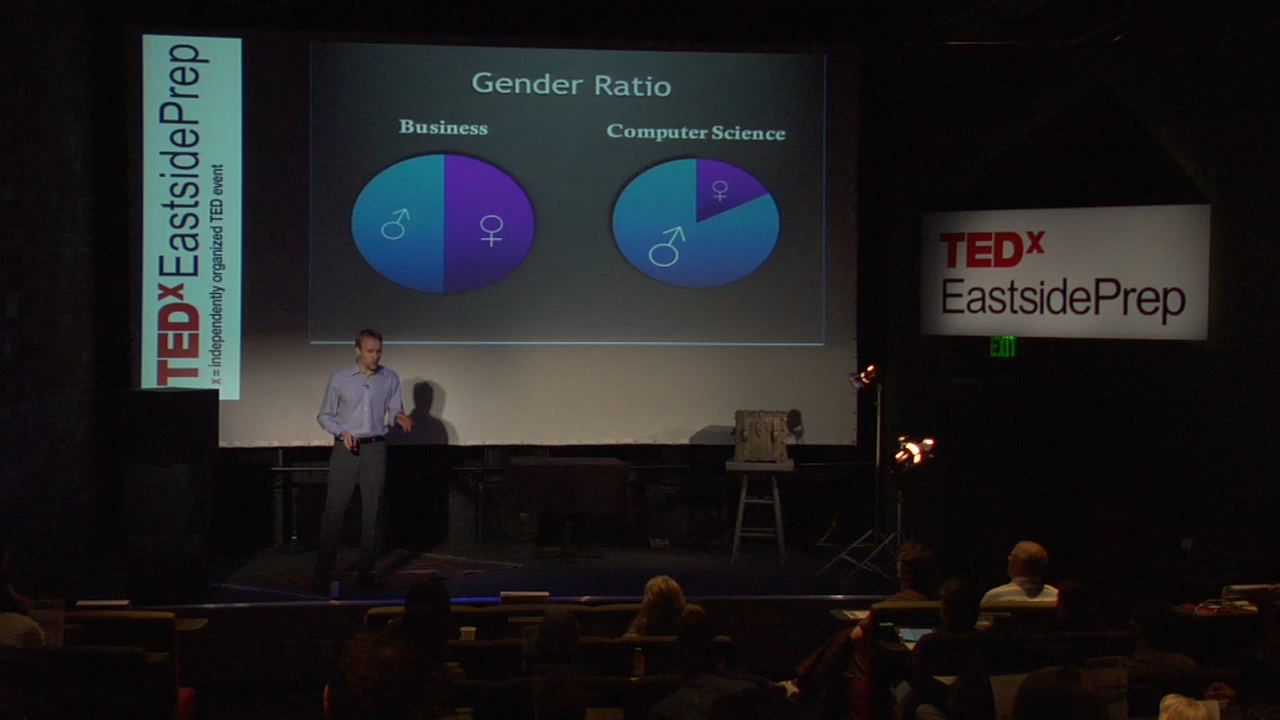 TEDx EastsidePrep
x = independently organized TED event
Gender Ratio
Business
Computer Science
♂
♀
♀
♂
TEDx
EastsidePrep
EXIT